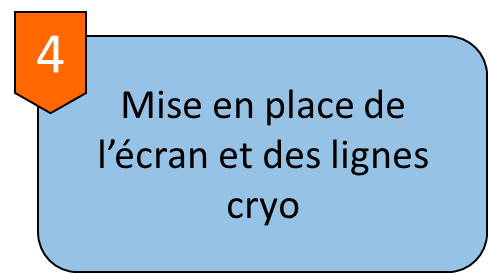 4
Mise en place de
l’écran et des lignes
cryo